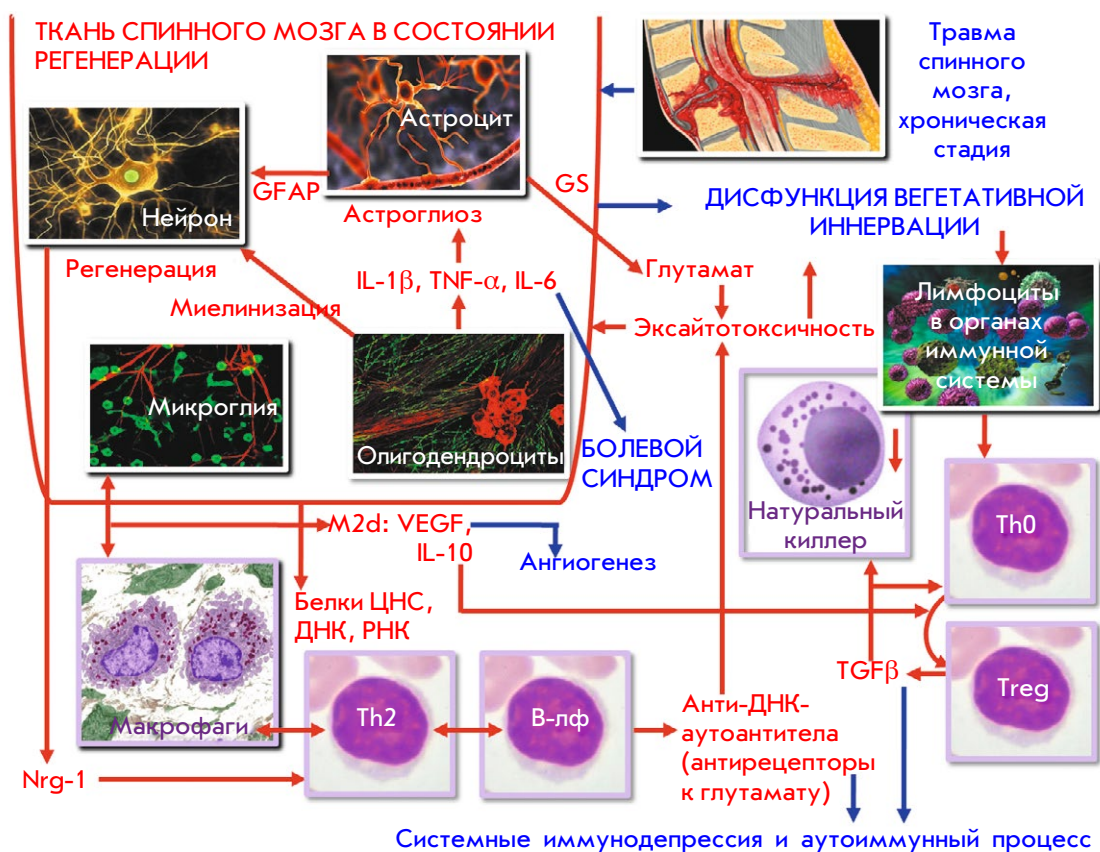 ТКАНЬ СПИННОГО МОЗГА В СОСТОЯНИИ
РЕГЕНЕРАЦИИ
Травма
спинного
мозга,
хроническая
стадия
Астроцит
Нейрон
GFAP
GS
Астроглиоз
ДИСФУНКЦИЯ ВЕГЕТАТИВНОЙ
ИННЕРВАЦИИ
Регенерация
IL-1β, TNF-α, IL-6
Глутамат
Миелинизация
Эксайтотоксичность
Лимфоциты
в органах
иммунной
системы
Микроглия
Олигодендроциты
БОЛЕВОЙ
СИНДРОМ
Натуральный
киллер
Th0
M2d: VEGF,
IL-10
Ангиогенез
Белки ЦНС,
ДНК, РНК
TGFβ
Treg
Макрофаги
Th2
В-лф
Анти-ДНК-
аутоантитела
(антирецепторы
к глутамату)
Nrg-1
Системные иммунодепрессия и аутоиммунный процесс